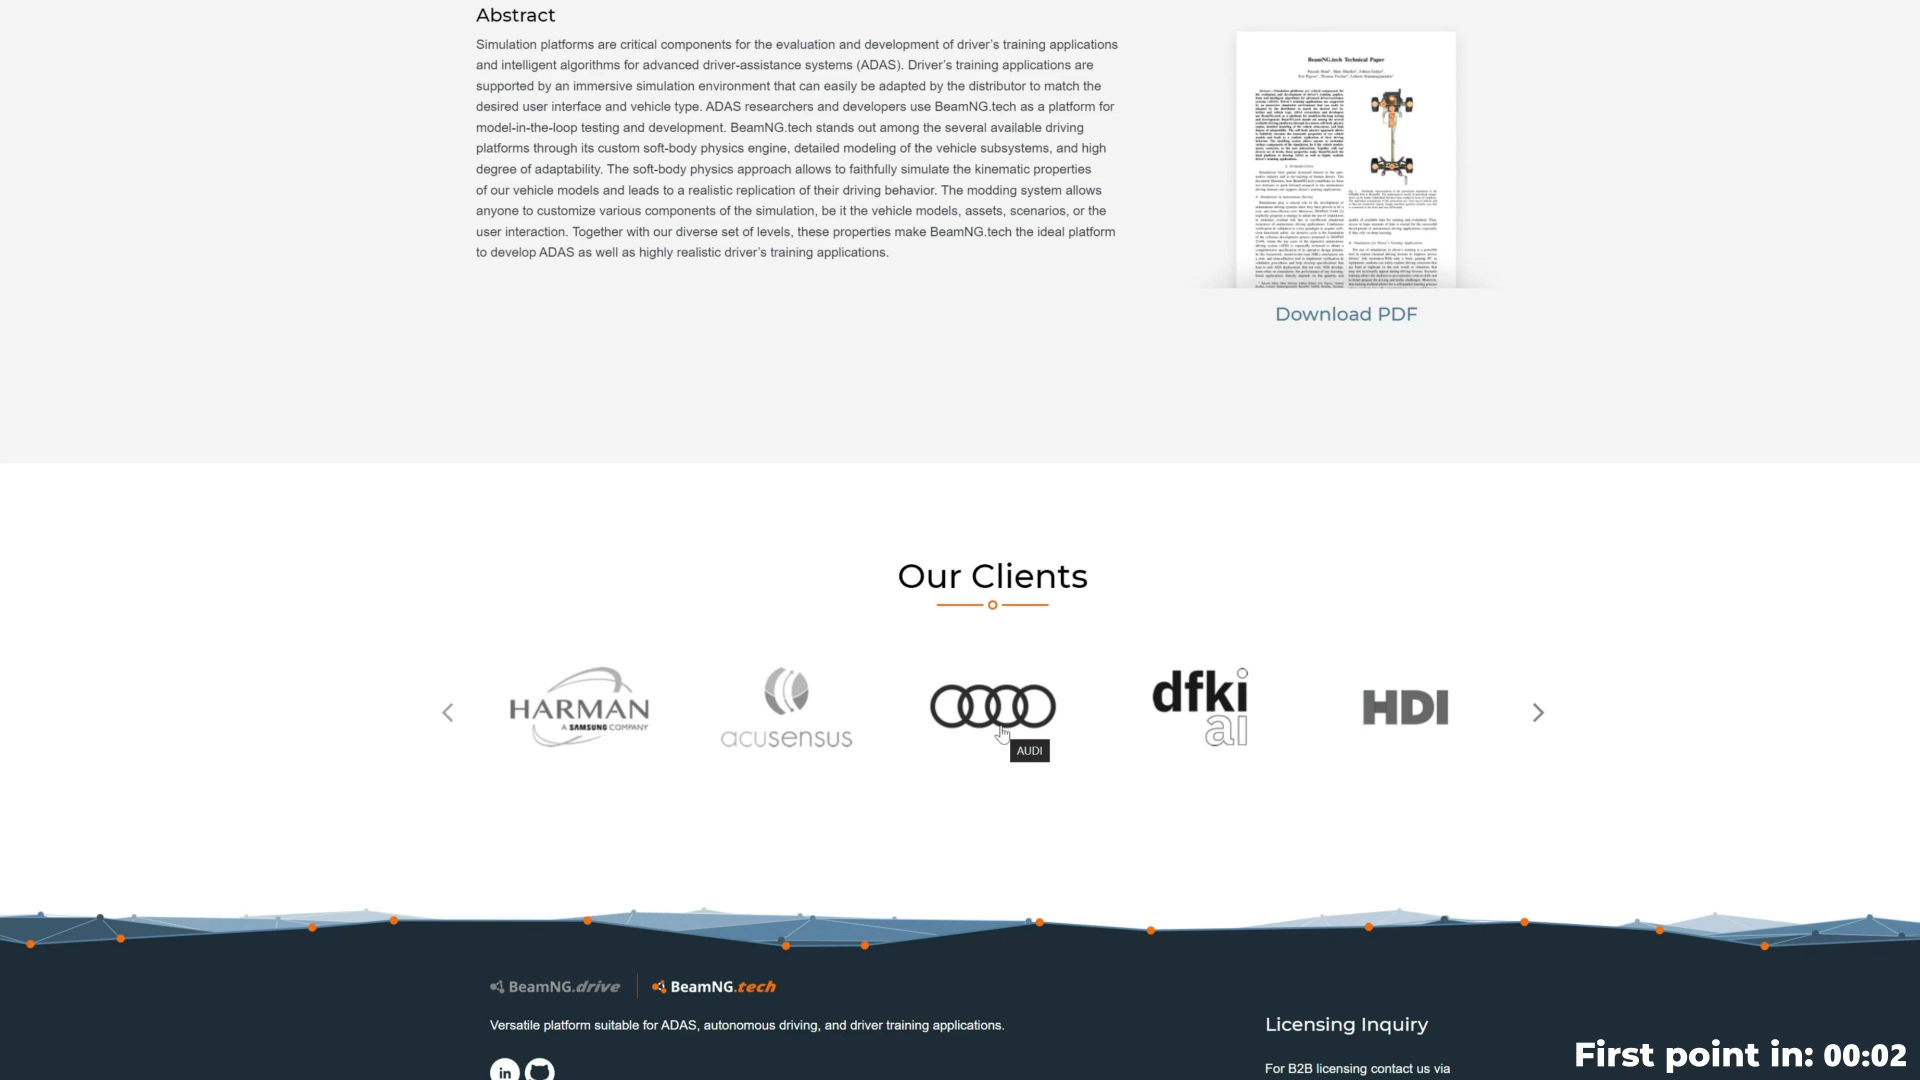 Abstract
Simulation platforms are critical components for the evaluation and development of driver's training applications
and intelligent algorithms for advanced driver-assistance systems (ADAS). Driver's training applications are
supported by an immersive simulation environment that can easily be adapted by the distributor to match the
desired user interface and vehicle type. ADAS researchers and developers use BeamNG.tech as a platform for
model-in-the-loop testing and development. BeamNG.tech stands out among the several available driving
platforms through its custom soft-body physics engine, detailed modeling of the vehicle subsystems, and high
degree of adaptability. The soft-body physics approach allows to faithfully simulate the kinematic properties
of our vehicle models and leads to a realistic replication of their driving behavior. The modding system allows
anyone to customize various components of the simulation, be it the vehicle models, assets, scenarios, or the
user interaction. Together with our diverse set of levels, these properties make BeamNG.tech the ideal platform
to develop ADAS as well as highly realistic driver's training applications.
BeamNG.tech Technical Paper
Download PDF
Our Clients
HARMAN
A SAMSUNG COMPANY
acusensus
AUDI
dfki
ai
HDI
BeamNG.drive
BeamNG.tech
Versatile platform suitable for ADAS, autonomous driving, and driver training applications.
in
Licensing Inquiry
For B2B licensing contact us via
First point in: 00:02